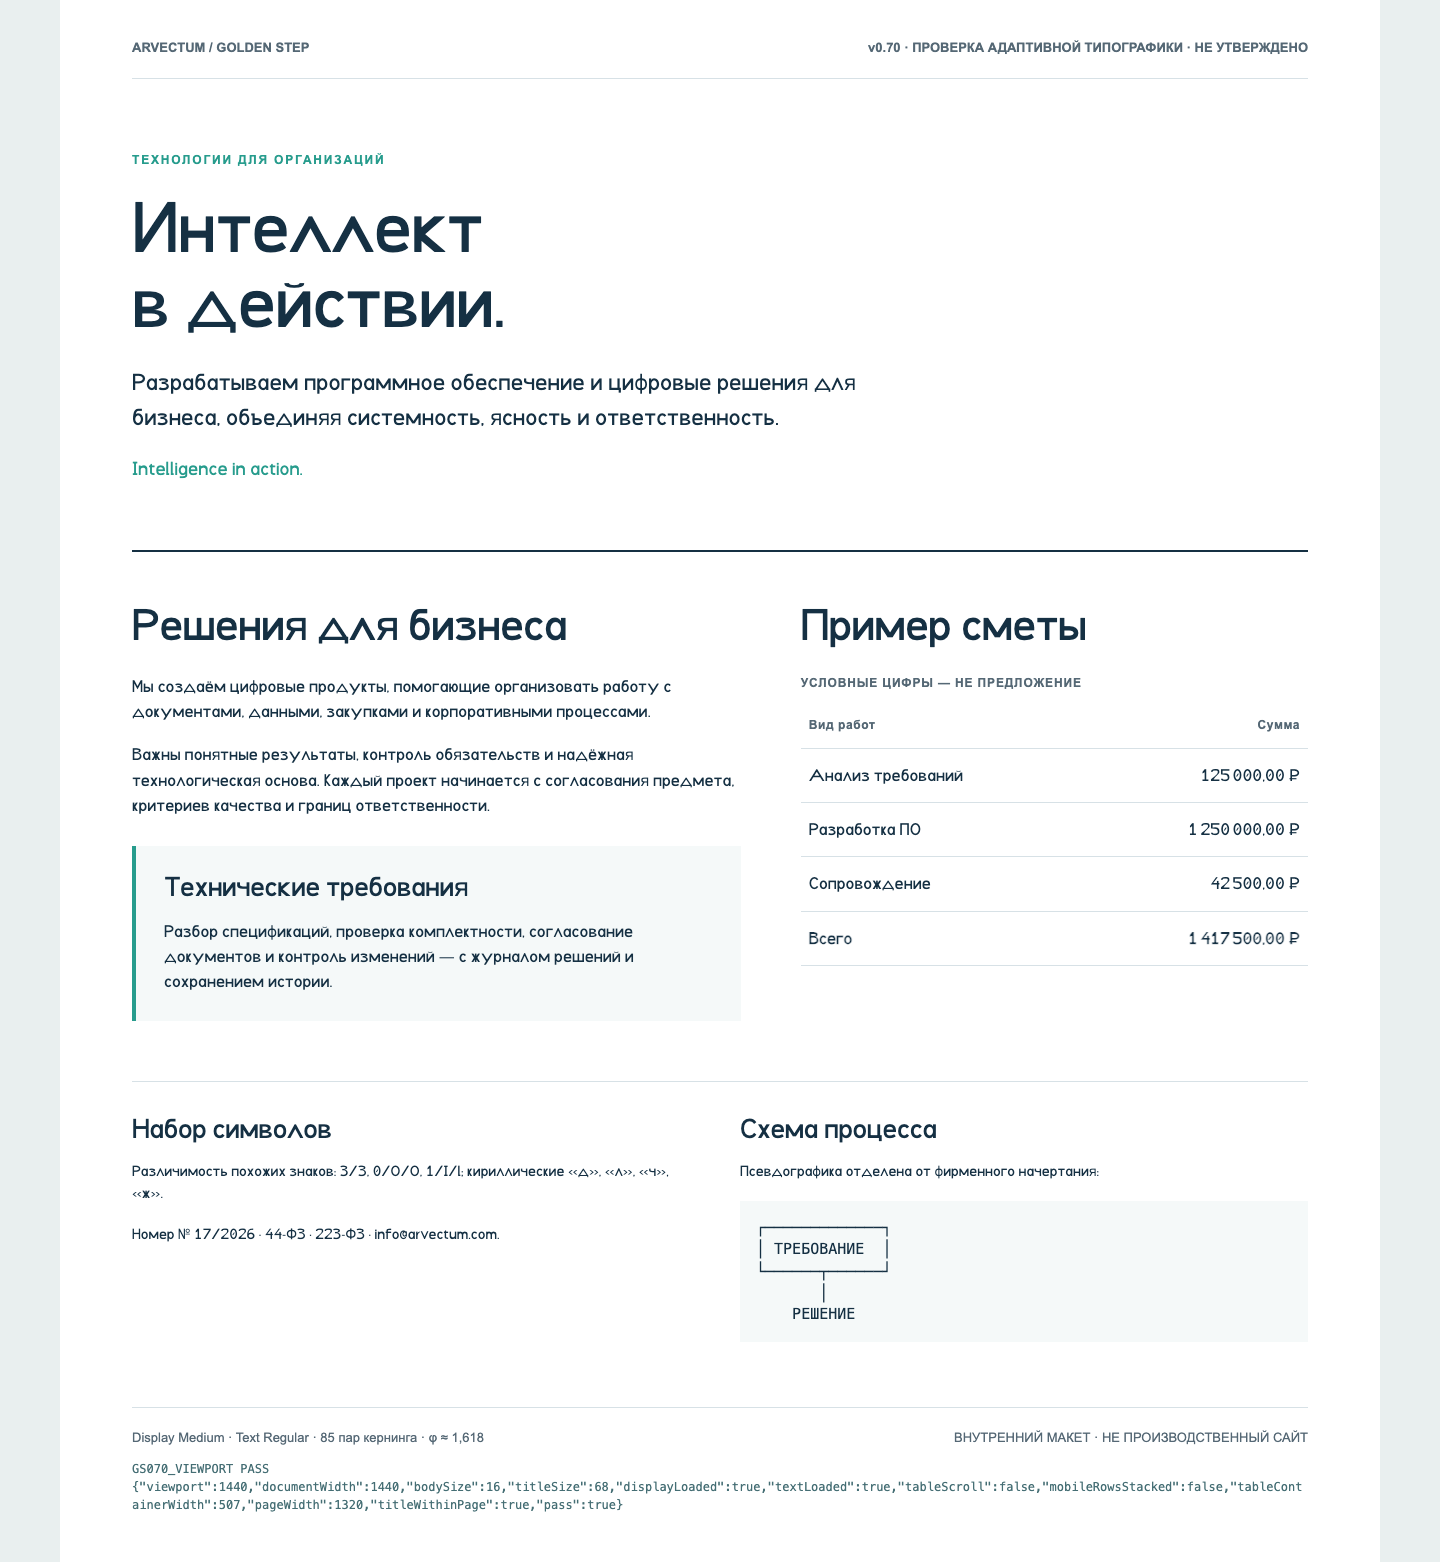 ARVECTUM / GOLDEN STEP
v0.70 · ПРОВЕРКА АДАПТИВНОЙ ТИПОГРАФИКИ · НЕ УТВЕРЖДЕНО
ТЕХНОЛОГИИ ДЛЯ ОРГАНИЗАЦИЙ
Интеллект
в действии.
Разрабатываем программное обеспечение и цифровые решения для
бизнеса, объединяя системность, ясность и ответственность.
Intelligence in action.
Решения для бизнеса
Мы создаём цифровые продукты, помогающие организовать работу с
документами, данными, закупками и корпоративными процессами.
Важны понятные результаты, контроль обязательств и надёжная
технологическая основа. Каждый проект начинается с согласования предмета,
критериев качества и границ ответственности.
Технические требования
Разбор спецификаций, проверка комплектности, согласование
документов и контроль изменений — с журналом решений и
сохранением истории.
Пример сметы
УСЛОВНЫЕ ЦИФРЫ — НЕ ПРЕДЛОЖЕНИЕ
Вид работ Сумма
Анализ требований 125 000,00 ₽
Разработка ПО 1 250 000,00 ₽
Сопровождение 42 500,00 ₽
Всего 1 417 500,00 ₽
Набор символов
Различимость похожих знаков: 3/З, 0/O/О, 1/I/l; кириллические «д», «л», «ч»,
«ж».
Номер № 17/2026 · 44-ФЗ · 223-ФЗ · info@arvectum.com.
Схема процесса
Псевдографика отделена от фирменного начертания:
ТРЕБОВАНИЕ
РЕШЕНИЕ
Display Medium · Text Regular · 85 пар кернинга · φ ≈ 1,618
ВНУТРЕННИЙ МАКЕТ · НЕ ПРОИЗВОДСТВЕННЫЙ САЙТ
GS070_VIEWPORT PASS
{"viewport":1440,"documentWidth":1440,"bodySize":16,"titleSize":68,"displayLoaded":true,"textLoaded":true,"tableScroll":false,"mobileRowsStacked":false,"tableCont
ainerWidth":507,"pageWidth":1320,"titleWithinPage":true,"pass":true}